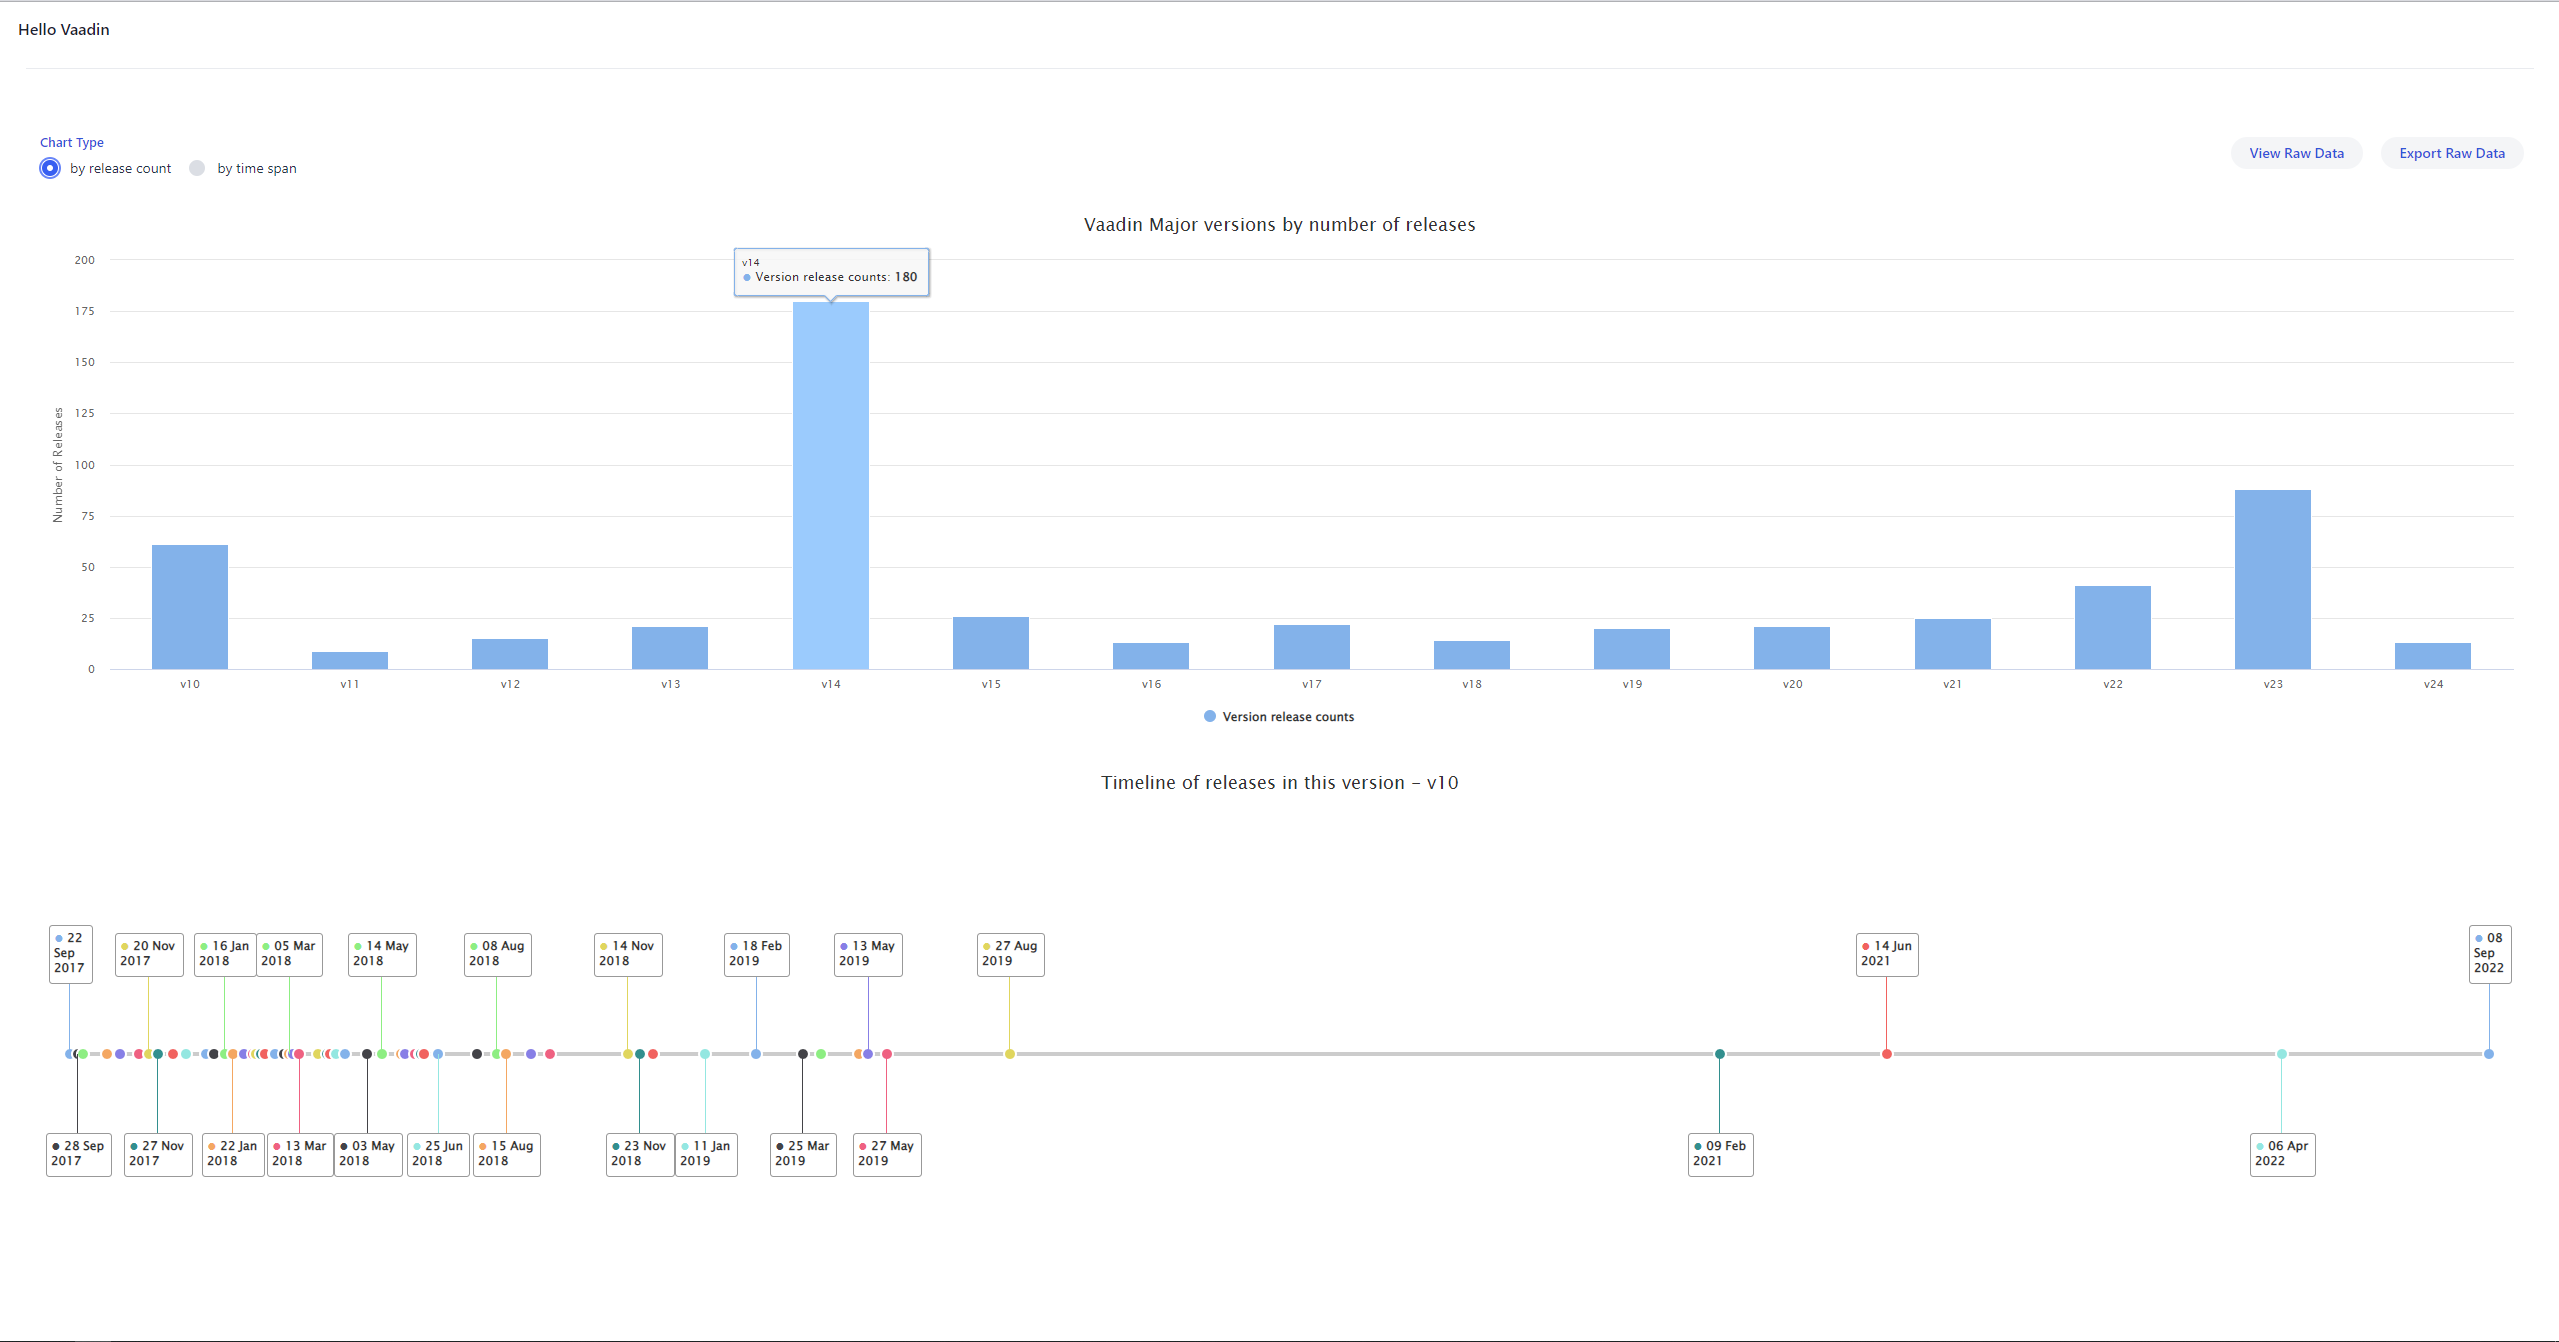 Hello Vaadin
Chart Type
by release count by time span
View Raw Data Export Raw Data
Vaadin Major versions by number of releases
v14
Version release counts: 180
Number of Releases
200
175
150
125
100
75
50
25
0
v10 v11 v12 v13 v14 v15 v16 v17 v18 v19 v20 v21 v22 v23 v24
Version release counts
Timeline of releases in this version - v10
22
Sep
2017
20 Nov
2017
16 Jan
2018
05 Mar
2018
14 May
2018
08 Aug
2018
14 Nov
2018
18 Feb
2019
13 May
2019
27 Aug
2019
14 Jun
2021
08
Sep
2022
28 Sep
2017
27 Nov
2017
22 Jan
2018
13 Mar
2018
03 May
2018
25 Jun
2018
15 Aug
2018
23 Nov
2018
11 Jan
2019
25 Mar
2019
27 May
2019
09 Feb
2021
06 Apr
2022